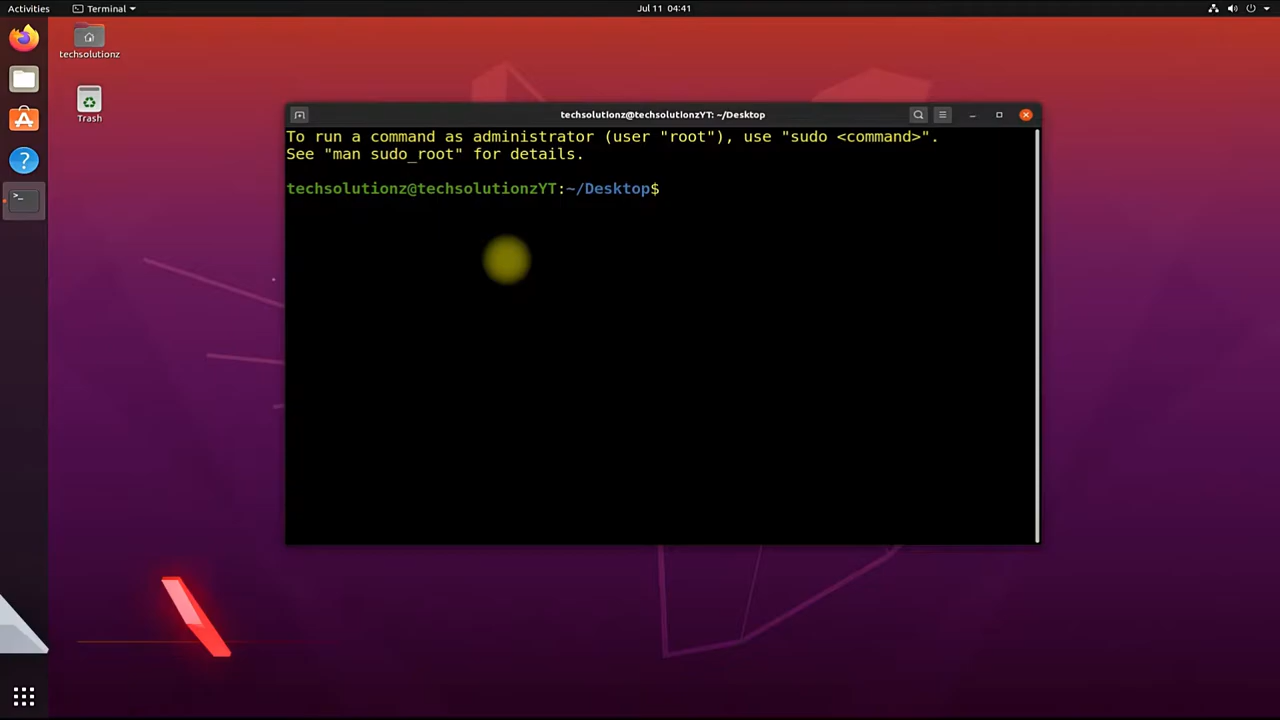 Activities
Terminal
Jul 11 04:41
techsolutionz
Trash
techsolutionz@techsolutionzYT: ~/Desktop
To run a command as administrator (user "root"), use "sudo <command>".
See "man sudo_root" for details.
techsolutionz@techsolutionzYT:~/Desktop$